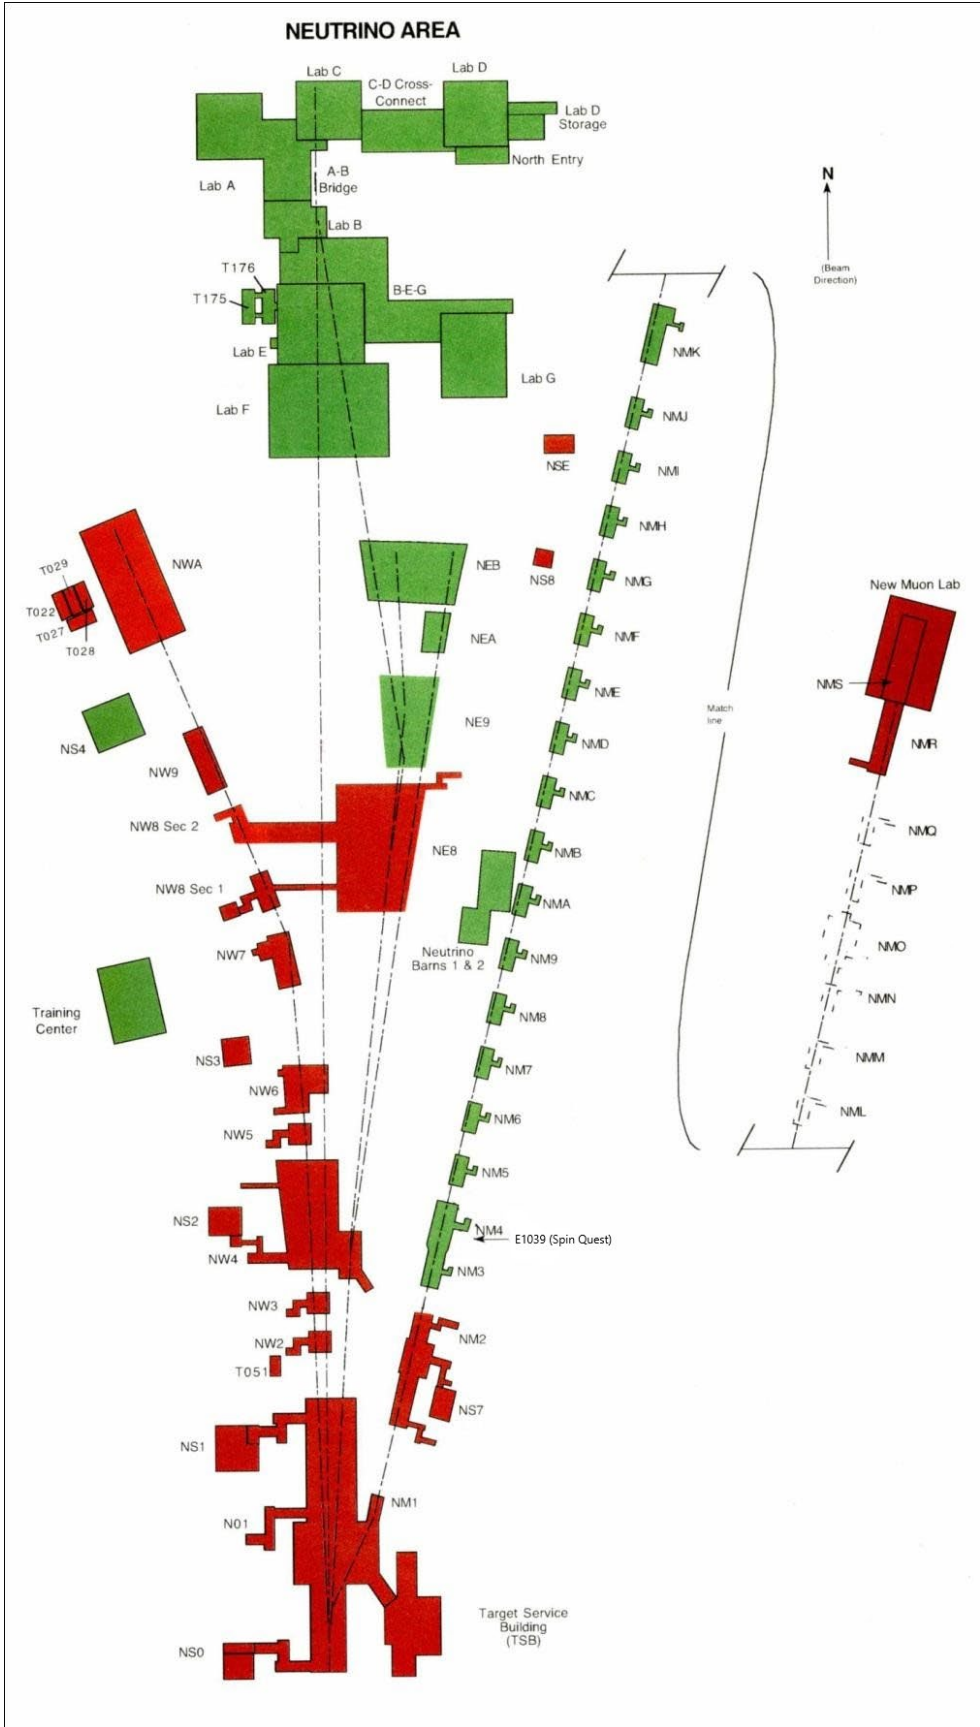 NEUTRINO AREA
Lab C
C-D Cross-
Connect
Lab D
Lab D
Storage
North Entry
Lab A
A-B
Bridge
N
(Beam
Direction)
Lab B
T176
T175
B-E-G
Lab E
Lab G
Lab F
NMK
NMJ
NSE
NMI
NMH
NWA
T029
T022
T027
T028
NEB
NS8
NMG
New Muon Lab
NEA
NMF
NMS
NME
NE9
Match
line
NS4
NMD
NMR
NW9
NMC
NW8 Sec 2
NE8
NMB
NMQ
NW8 Sec 1
NMA
NMP
NW7
Neutrino
Barns 1 & 2
NM9
NMO
Training
Center
NM8
NMN
NS3
NM7
NMM
NW6
NM6
NML
NW5
NM5
NS2
NM4
E1039 (Spin Quest)
NW4
NM3
NW3
NW2
NM2
T051
NS7
NS1
NM1
N01
Target Service
Building
(TSB)
NS0